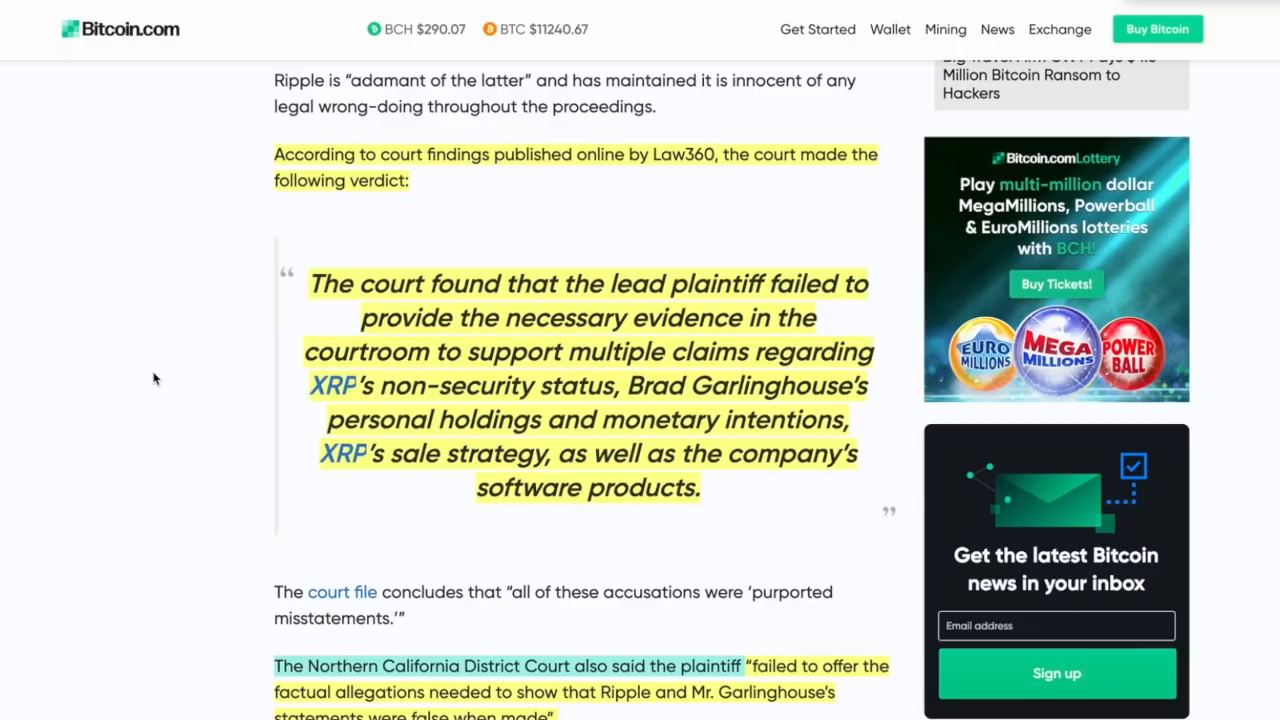 Bitcoin.com
BCH $290.07
BTC $11240.67
Get Started
Wallet
Mining
News
Exchange
Buy Bitcoin
Ripple is “adamant of the latter” and has maintained it is innocent of any
legal wrong-doing throughout the proceedings.
According to court findings published online by Law360, the court made the
following verdict:
“
The court found that the lead plaintiff failed to
provide the necessary evidence in the
courtroom to support multiple claims regarding
XRP’s non-security status, Brad Garlinghouse’s
personal holdings and monetary intentions,
XRP’s sale strategy, as well as the company’s
software products.
”
The court file concludes that “all of these accusations were ‘purported
misstatements.’”
The Northern California District Court also said the plaintiff “failed to offer the
factual allegations needed to show that Ripple and Mr. Garlinghouse’s
statements were false when made”
Million Bitcoin Ransom to
Hackers
Bitcoin.comLottery
Play multi-million dollar
MegaMillions, Powerball
& EuroMillions lotteries
with BCH!
Buy Tickets!
EURO
MILLIONS
MEGA
MILLIONS
POWER
BALL
Get the latest Bitcoin
news in your inbox
Email address
Sign up